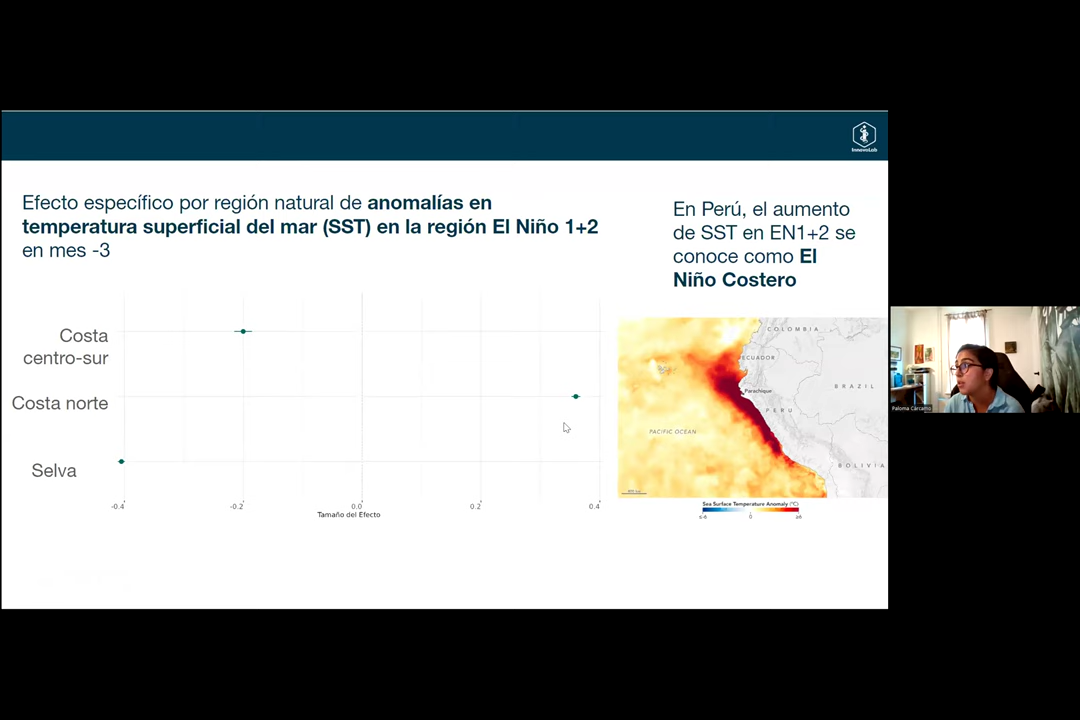 InnovaLab
Efecto específico por región natural de anomalías en
temperatura superficial del mar (SST) en la región El Niño 1+2
en mes -3
En Perú, el aumento
de SST en EN1+2 se
conoce como El
Niño Costero
Costa
centro-sur
Costa norte
Selva
-0.4
-0.2
0.0
0.2
0.4
Tamaño del Efecto
COLOMBIA
ECUADOR
BRAZIL
Parachique
PERU
PACIFIC OCEAN
BOLIVIA
Sea Surface Temperature Anomaly (°C)
0
Paloma Cárcamo